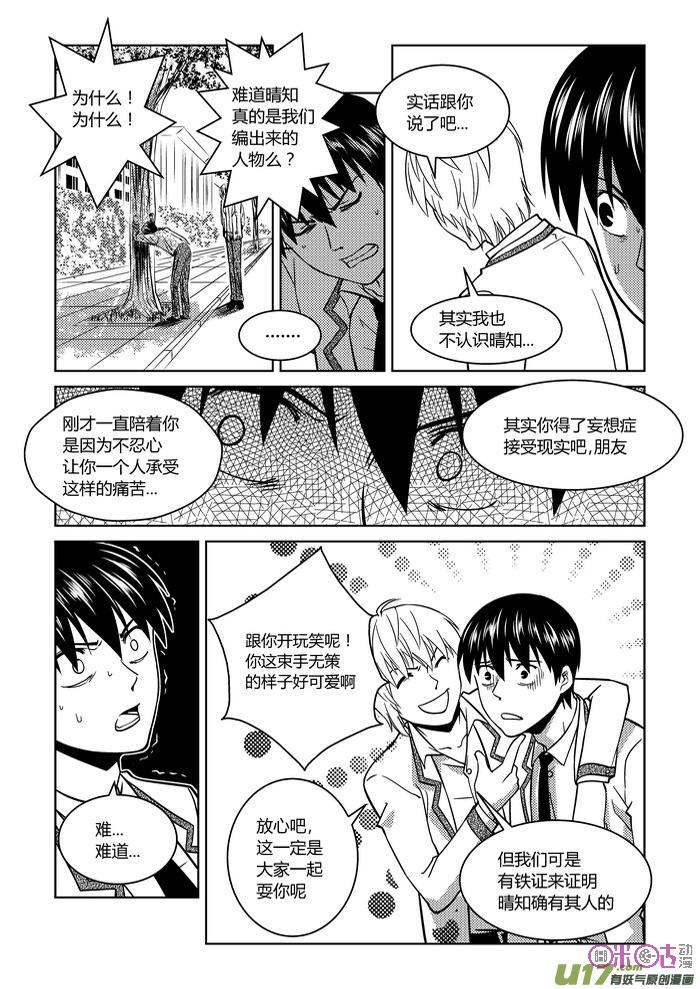 为什么！
为什么！
难道晴知
真的是我们
编出来的
人物么？
.......
实话跟你
说了吧...
其实我也
不认识晴知...
刚才一直陪着你
是因为不忍心
让你一个人承受
这样的痛苦...
其实你得了妄想症
接受现实吧，朋友
难...
难道...
跟你开玩笑呢！
你这束手无策
的样子好可爱啊
放心吧，
这一定是
大家一起
耍你呢
但我们可是
有铁证来证明
晴知确有其人的
咪咕动漫
U17.com
有妖气原创漫画